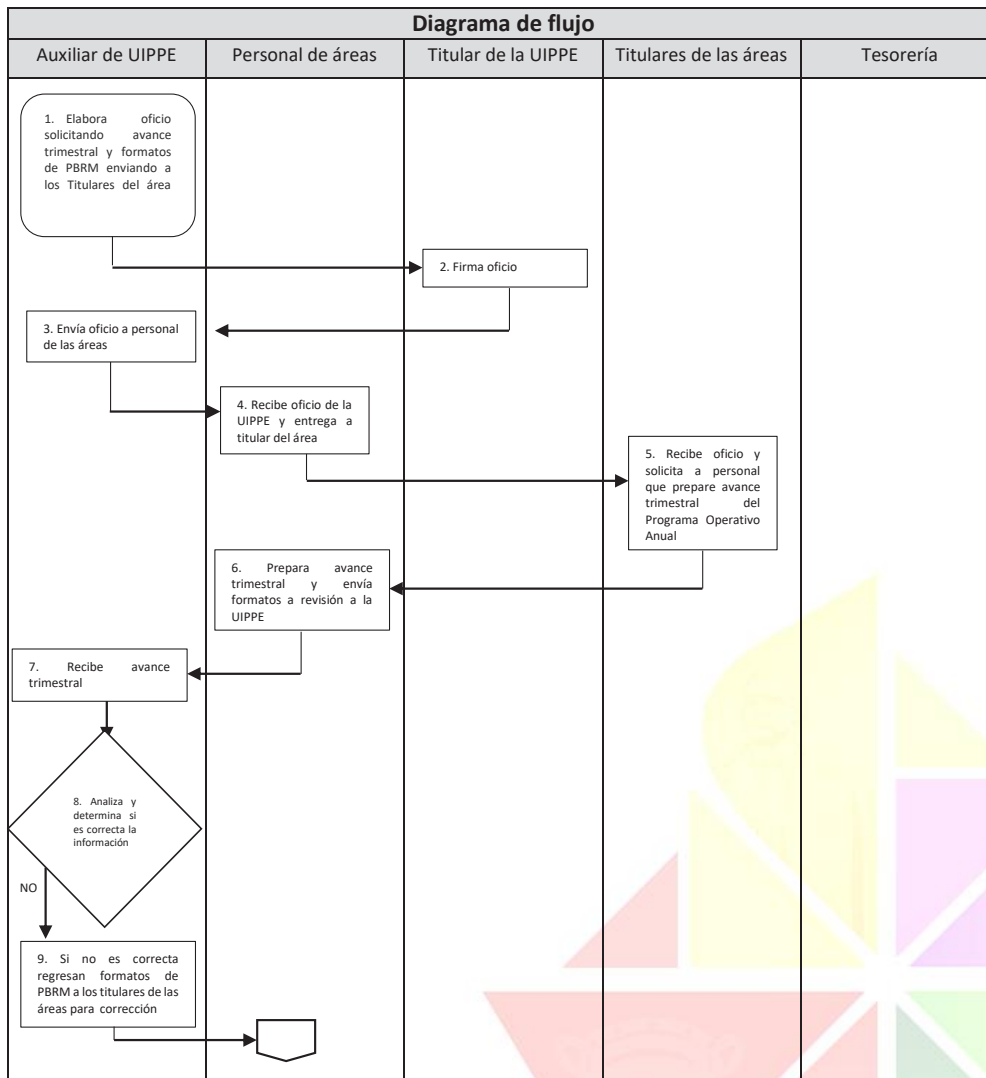 Diagrama de flujo
Auxiliar de UIPPE
Personal de áreas
Titular de la UIPPE
Titulares de las áreas
Tesorería
1. Elabora oficio
solicitando avance
trimestral y formatos
de PBRM enviando a
los Titulares del área
2. Firma oficio
3. Envía oficio a personal
de las áreas
4. Recibe oficio de la
UIPPE y entrega a
titular del área
5. Recibe oficio y
solicita a personal
que prepare avance
trimestral del
Programa Operativo
Anual
6. Prepara avance
trimestral y envía
formatos a revisión a la
UIPPE
7. Recibe avance
trimestral
8. Analiza y
determina si
es correcta la
información
NO
9. Si no es correcta
regresan formatos de
PBRM a los titulares de las
áreas para corrección